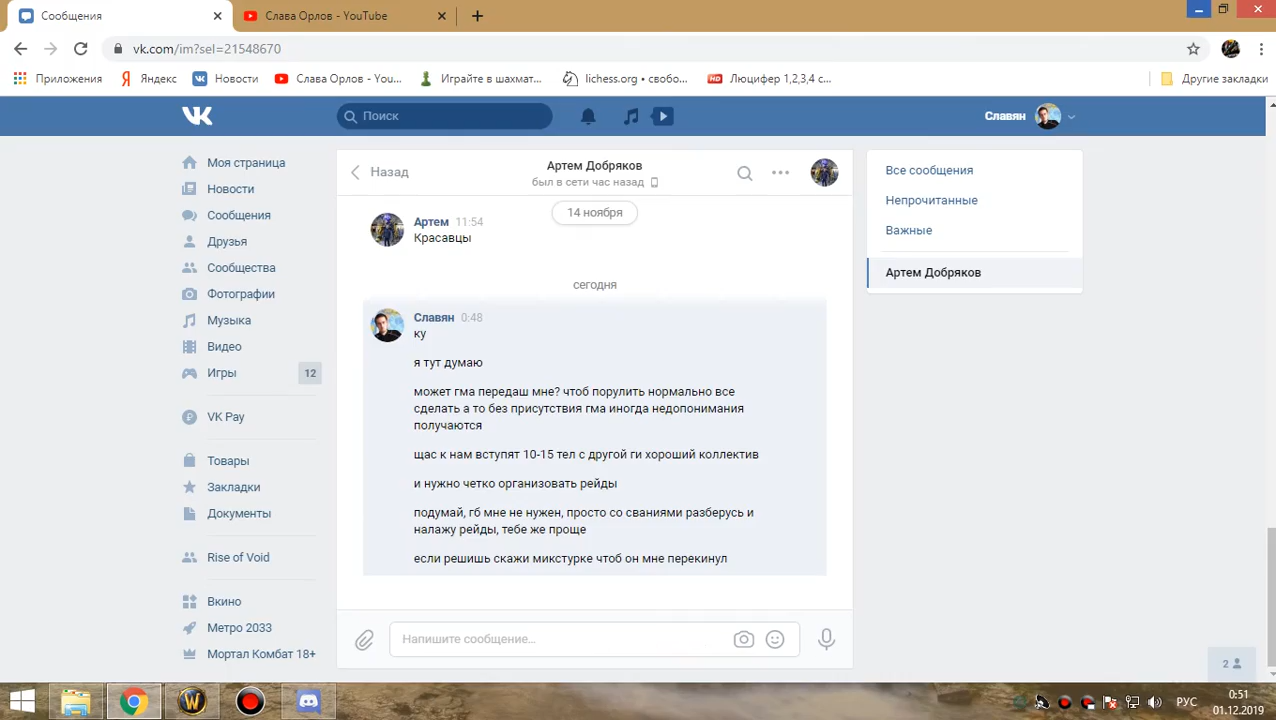 Сообщения
Слава Орлов - YouTube
vk.com/im?sel=21548670
Приложения
Яндекс
Новости
Слава Орлов - You...
Играйте в шахмат...
lichess.org • свобо...
HD
Люцифер 1,2,3,4 с...
Другие закладки
Поиск
Славян
Моя страница
Новости
Сообщения
Друзья
Сообщества
Фотографии
Музыка
Видео
Игры 12
VK Pay
Товары
Закладки
Документы
Rise of Void
Вкино
Метро 2033
Мортал Комбат 18+
Назад
Артем Добряков
был в сети час назад
14 ноября
Артем 11:54
Красавцы
сегодня
Славян 0:48
ку
я тут думаю
может гма передаш мне? чтоб порулить нормально все
сделать а то без присутствия гма иногда недопонимания
получаются
щас к нам вступят 10-15 тел с другой ги хороший коллектив
и нужно четко организовать рейды
подумай, гб мне не нужен, просто со званиями разберусь и
налажу рейды, тебе же проще
если решишь скажи микстурке чтоб он мне перекинул
Напишите сообщение...
Все сообщения
Непрочитанные
Важные
Артем Добряков
2
РУС
0:51
01.12.2019